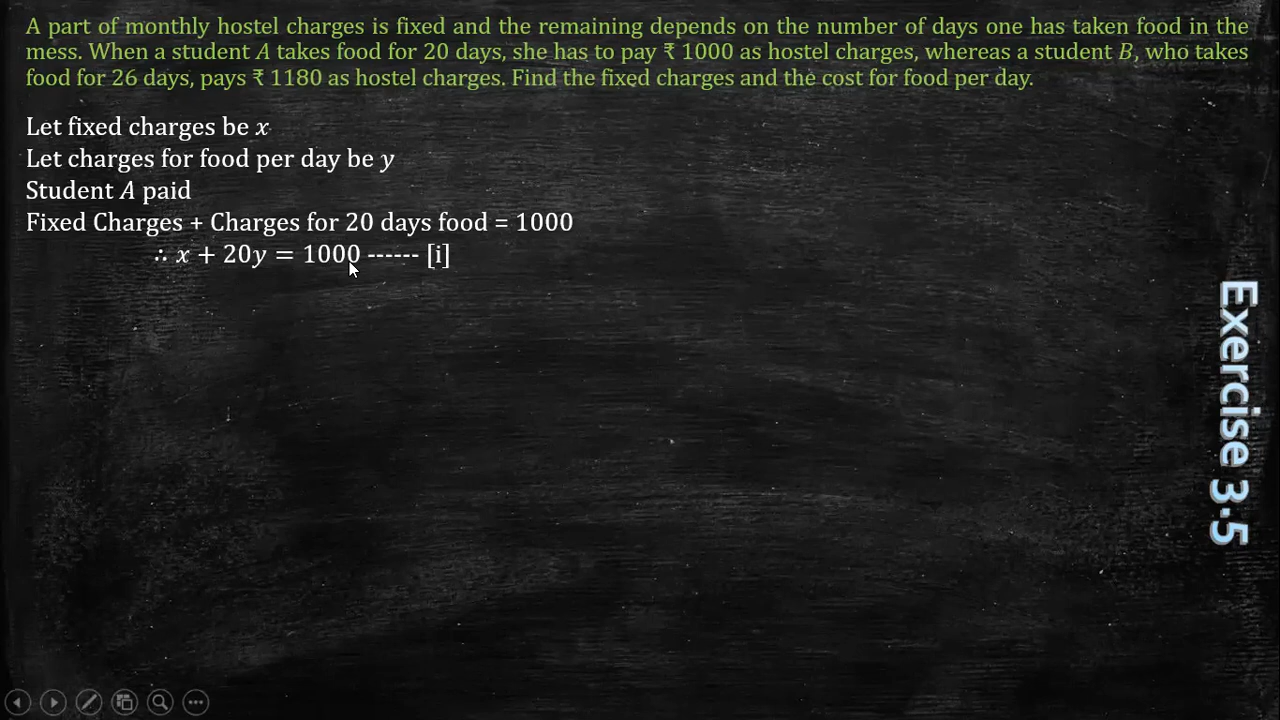 A part of monthly hostel charges is fixed and the remaining depends on the number of days one has taken food in the
mess. When a student A takes food for 20 days, she has to pay ₹ 1000 as hostel charges, whereas a student B, who takes
food for 26 days, pays ₹ 1180 as hostel charges. Find the fixed charges and the cost for food per day.
Let fixed charges be x
Let charges for food per day be y
Student A paid
Fixed Charges + Charges for 20 days food = 1000
∴ x + 20y = 1000 ------ [i]
Exercise 3.5